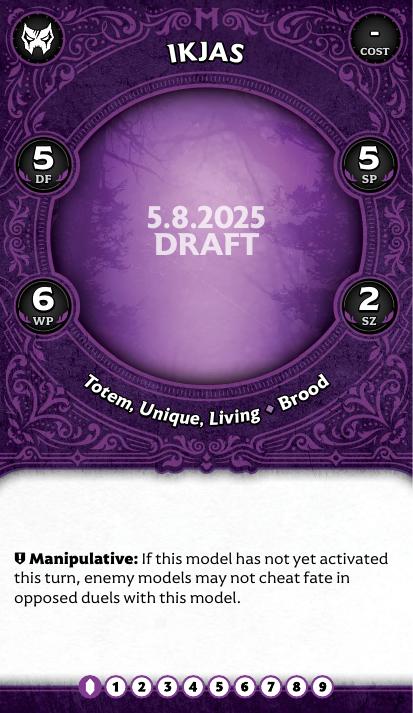 IKJAS
-
COST
5
DF
5
SP
5.8.2025
DRAFT
6
WP
2
SZ
Totem, Unique, Living ♦ Brood
Manipulative: If this model has not yet activated
this turn, enemy models may not cheat fate in
opposed duels with this model.
1 2 3 4 5 6 7 8 9